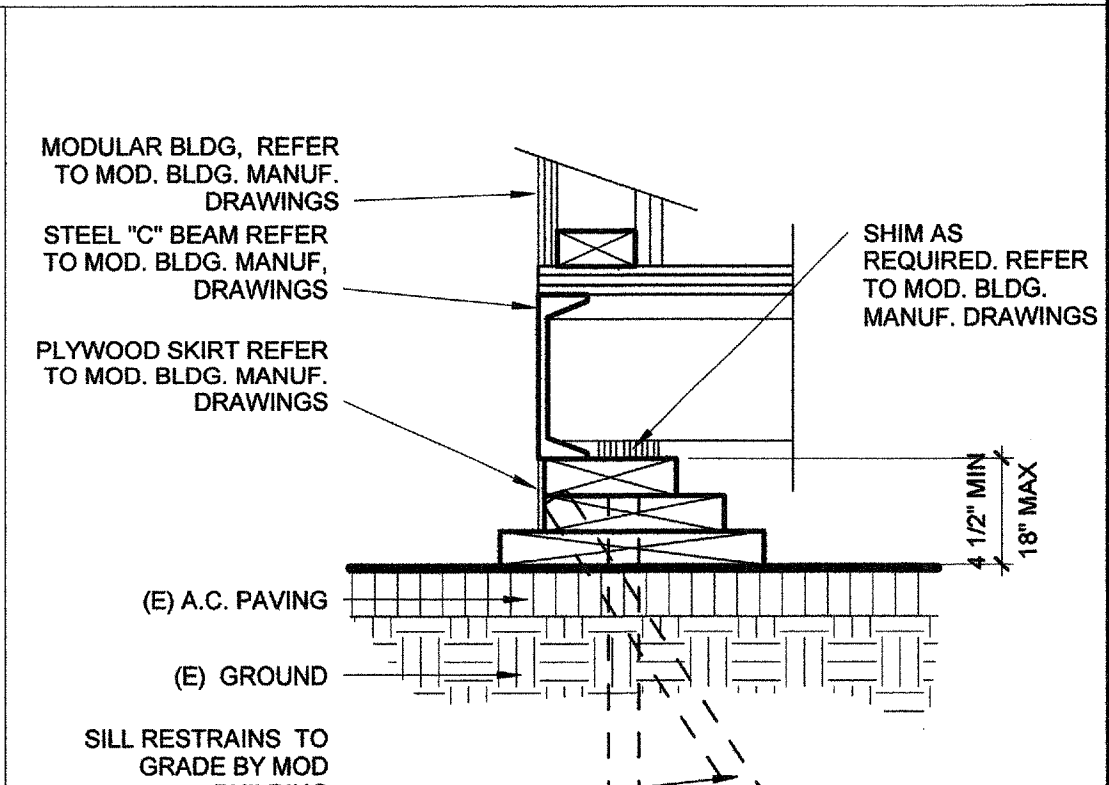 MODULAR BLDG, REFER
TO MOD. BLDG. MANUF.
DRAWINGS
STEEL "C" BEAM REFER
TO MOD. BLDG. MANUF,
DRAWINGS
PLYWOOD SKIRT REFER
TO MOD. BLDG. MANUF.
DRAWINGS
SHIM AS
REQUIRED. REFER
TO MOD. BLDG.
MANUF. DRAWINGS
4 1/2" MIN
18" MAX
(E) A.C. PAVING
(E) GROUND
SILL RESTRAINS TO
GRADE BY MOD